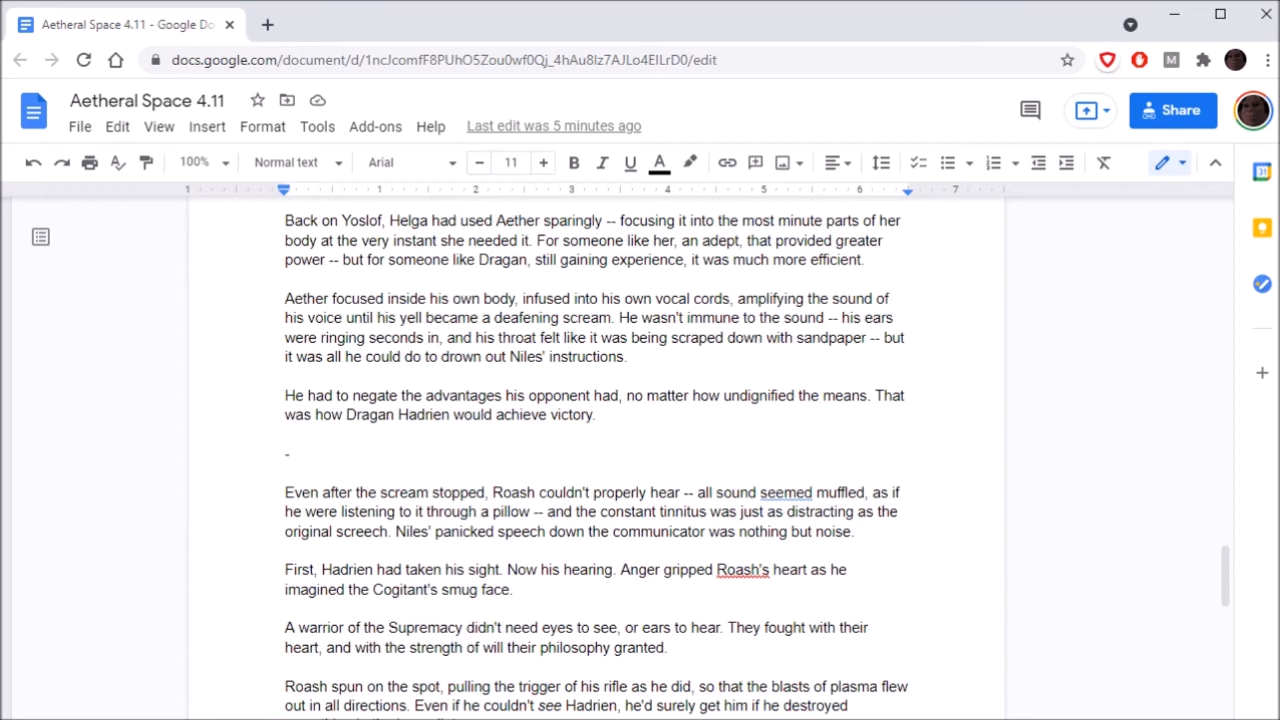 Aetheral Space 4.11 - Google Do
docs.google.com/document/d/1ncJcomfF8PUhO5Zou0wf0Qj_4hAu8Iz7AJLo4EILrD0/edit
Aetheral Space 4.11
Share
File Edit View Insert Format Tools Add-ons Help Last edit was 5 minutes ago
100% Normal text Arial 11
1 1 2 3 4 5 6 7
Back on Yoslof, Helga had used Aether sparingly -- focusing it into the most minute parts of her
body at the very instant she needed it. For someone like her, an adept, that provided greater
power -- but for someone like Dragan, still gaining experience, it was much more efficient.
Aether focused inside his own body, infused into his own vocal cords, amplifying the sound of
his voice until his yell became a deafening scream. He wasn't immune to the sound -- his ears
were ringing seconds in, and his throat felt like it was being scraped down with sandpaper -- but
it was all he could do to drown out Niles' instructions.
He had to negate the advantages his opponent had, no matter how undignified the means. That
was how Dragan Hadrien would achieve victory.
-
Even after the scream stopped, Roash couldn't properly hear -- all sound seemed muffled, as if
he were listening to it through a pillow -- and the constant tinnitus was just as distracting as the
original screech. Niles' panicked speech down the communicator was nothing but noise.
First, Hadrien had taken his sight. Now his hearing. Anger gripped Roash's heart as he
imagined the Cogitant's smug face.
A warrior of the Supremacy didn't need eyes to see, or ears to hear. They fought with their
heart, and with the strength of will their philosophy granted.
Roash spun on the spot, pulling the trigger of his rifle as he did, so that the blasts of plasma flew
out in all directions. Even if he couldn't see Hadrien, he'd surely get him if he destroyed